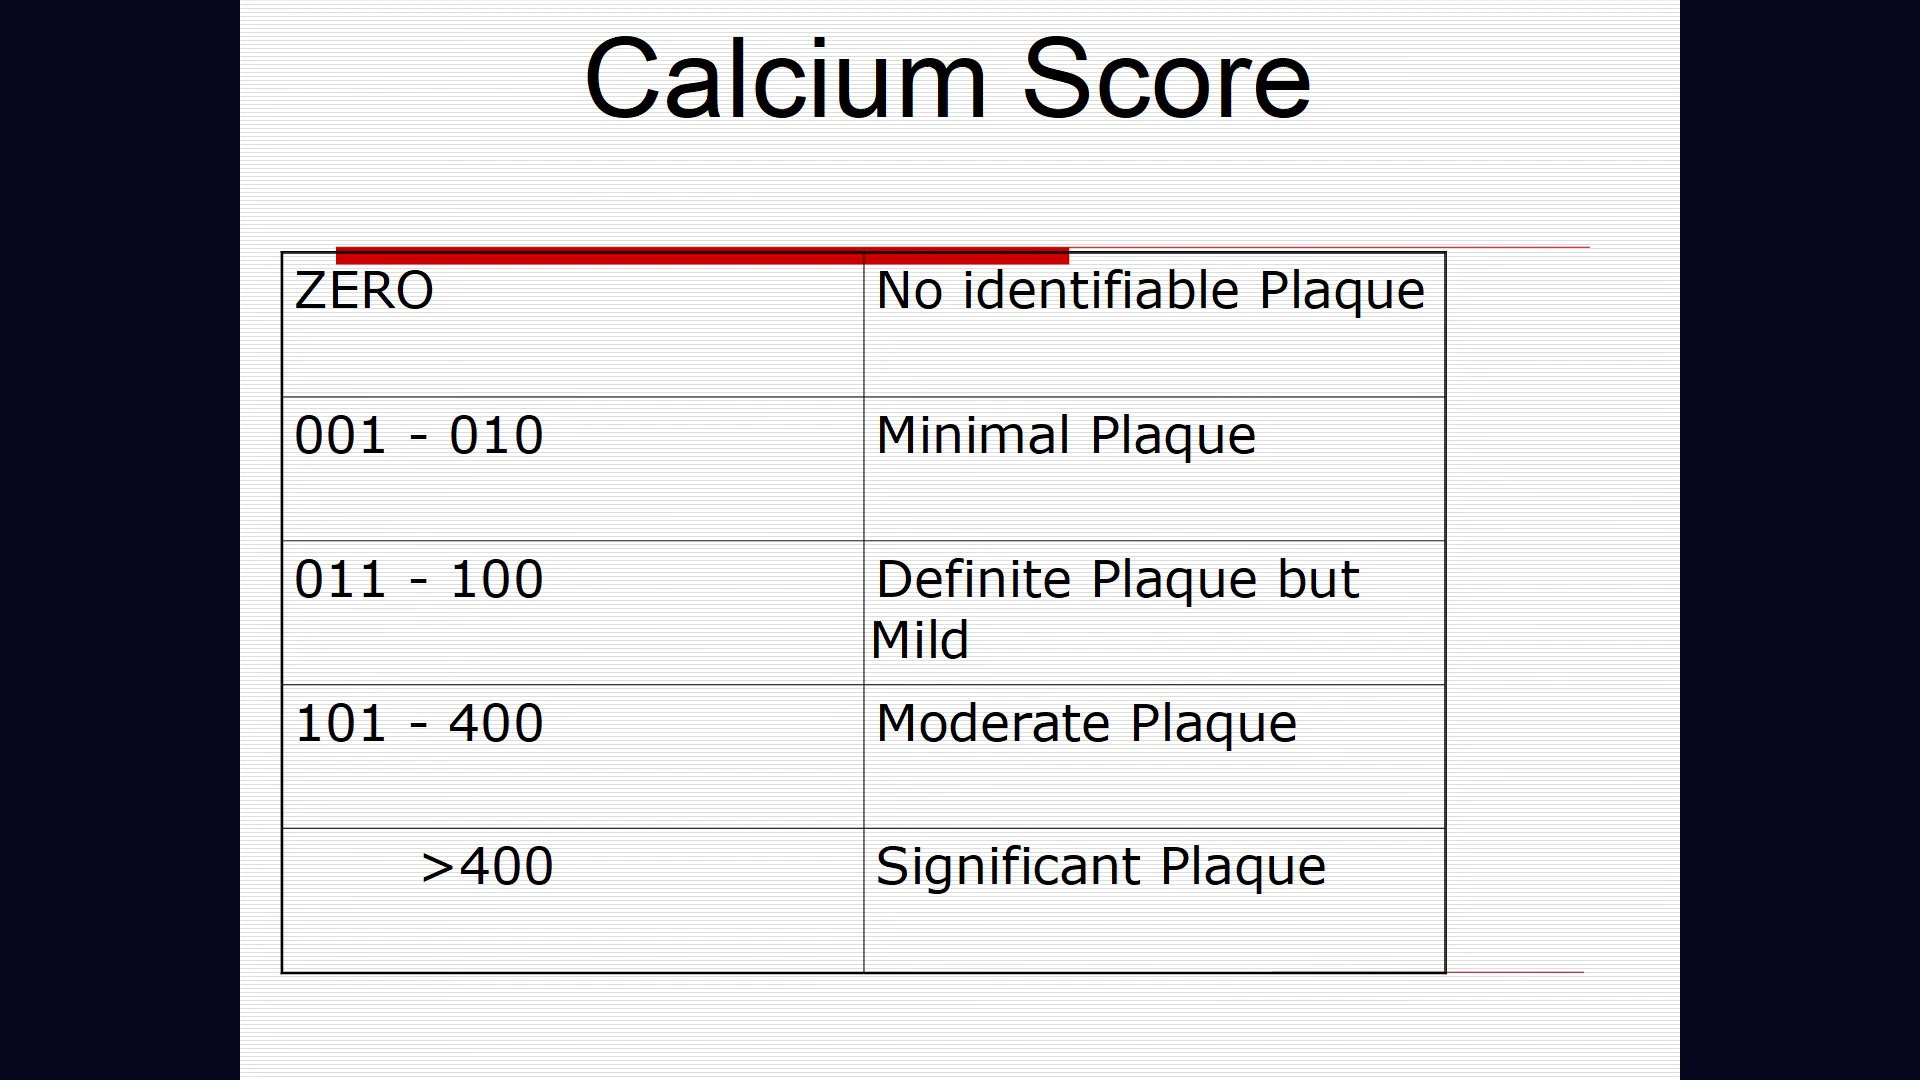 Calcium Score
ZERO
No identifiable Plaque
001 - 010
Minimal Plaque
011 - 100
Definite Plaque but
Mild
101 - 400
Moderate Plaque
>400
Significant Plaque